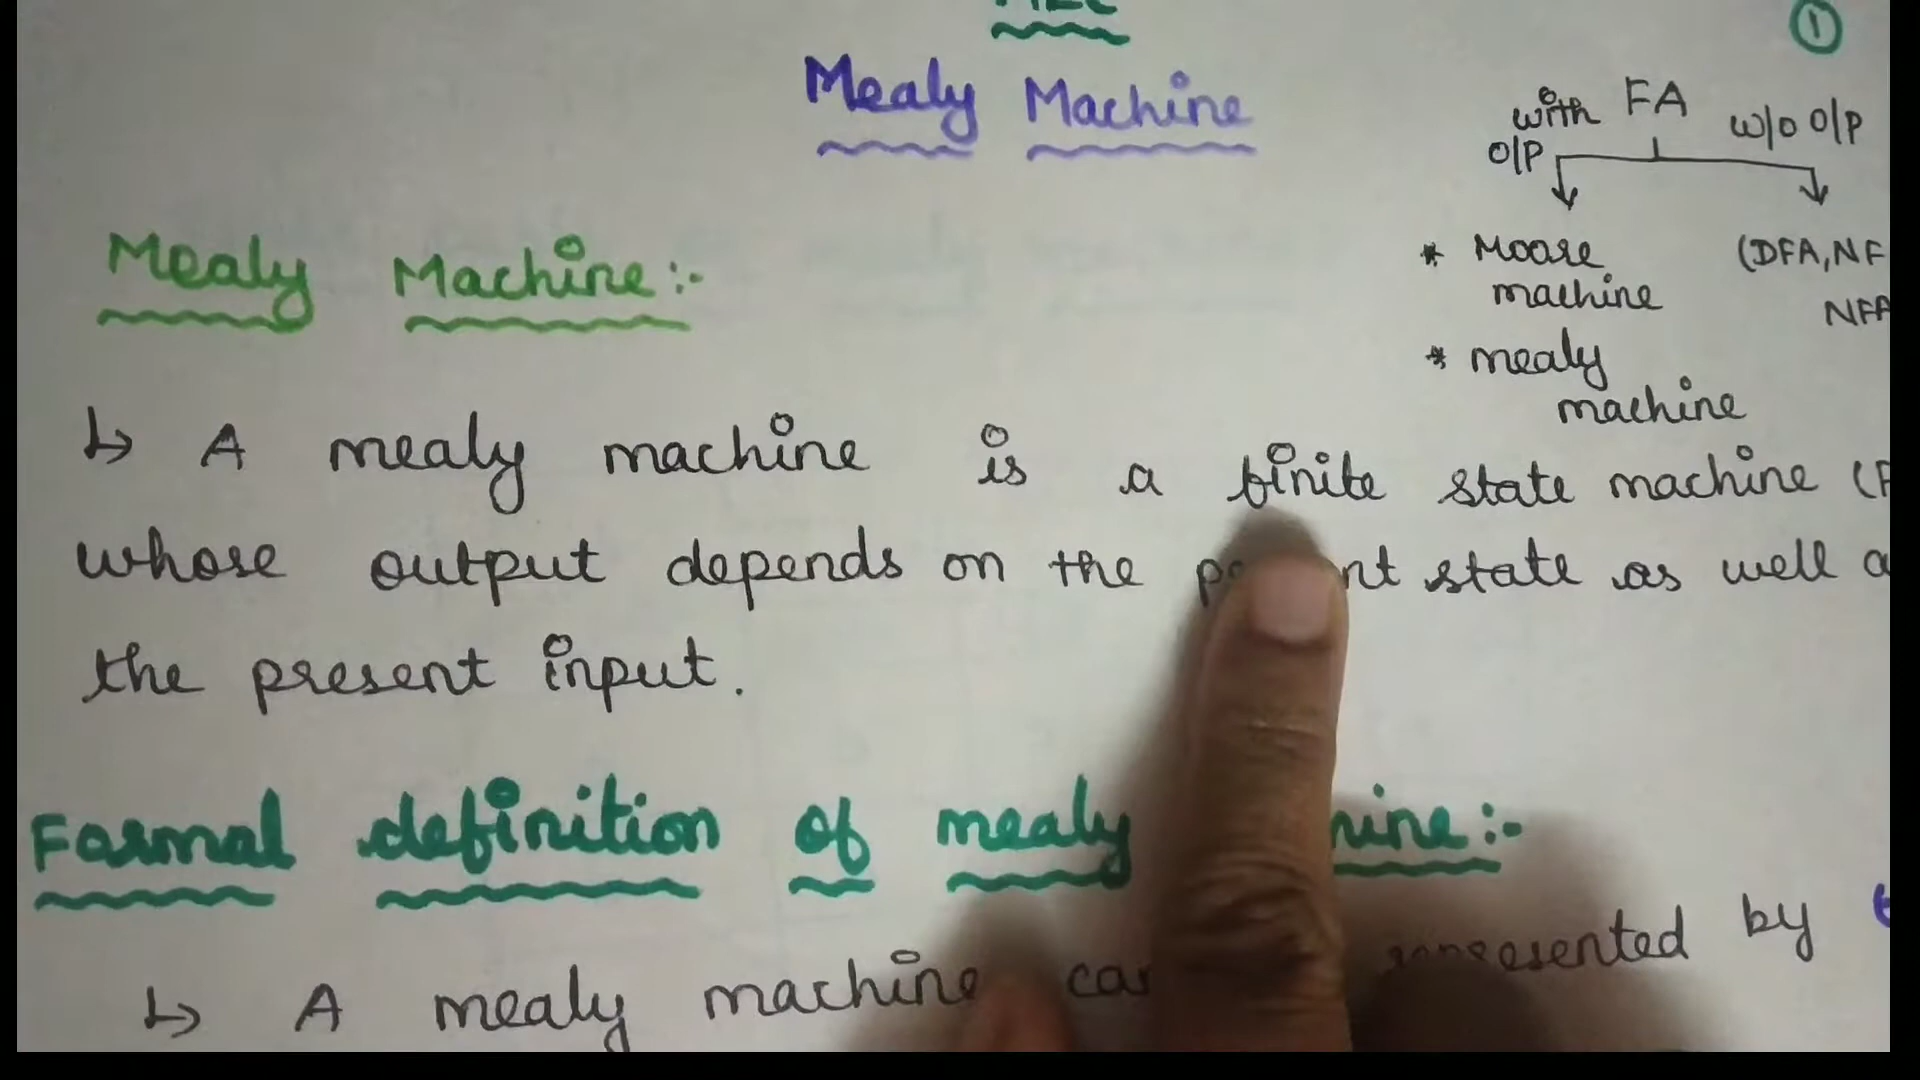 Mealy Machine
①
FA
with O/P
w/o O/P
* Moore machine
(DFA, NF
NFA
* mealy machine
Mealy Machine:-
↳ A mealy machine is a finite state machine (F
whose output depends on the state as well a
the present input.
Formal definition of mealy :-
↳ A mealy machine by